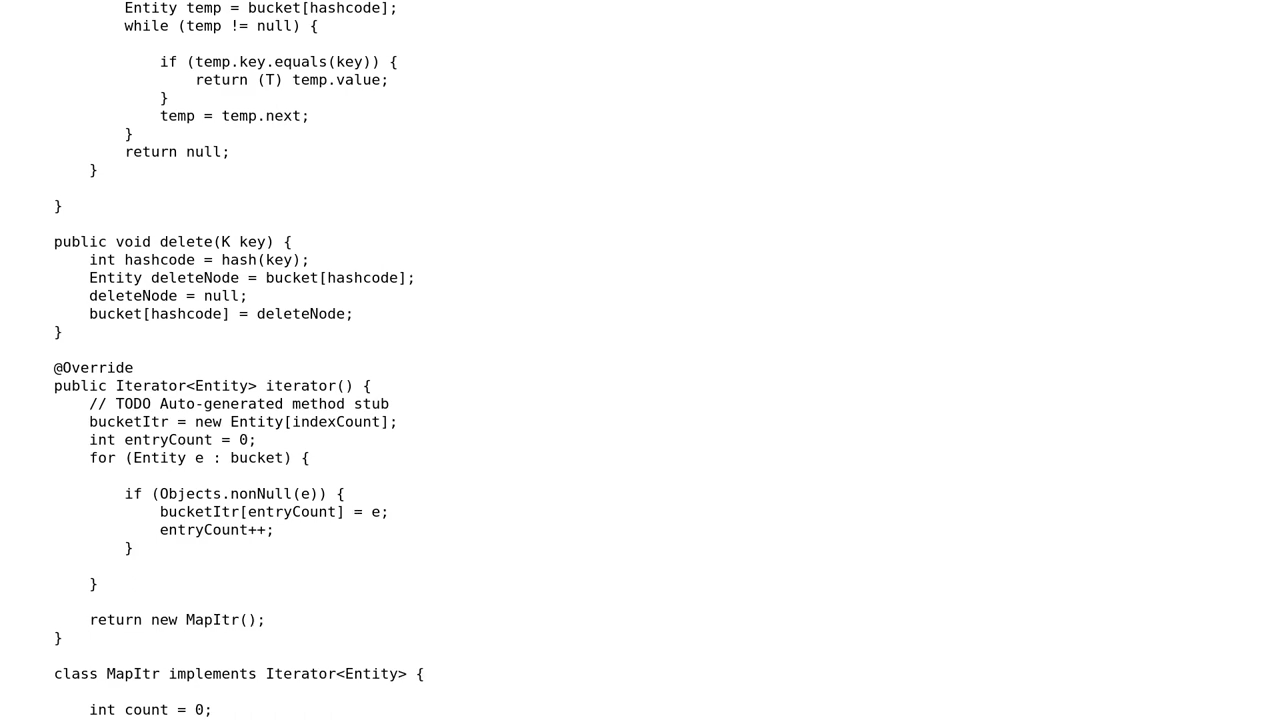 Entity temp = bucket[hashcode];
while (temp != null) {
if (temp.key.equals(key)) {
return (T) temp.value;
}
temp = temp.next;
}
return null;
}
}
public void delete(K key) {
int hashcode = hash(key);
Entity deleteNode = bucket[hashcode];
deleteNode = null;
bucket[hashcode] = deleteNode;
}
@Override
public Iterator<Entity> iterator() {
// TODO Auto-generated method stub
bucketItr = new Entity[indexCount];
int entryCount = 0;
for (Entity e : bucket) {
if (Objects.nonNull(e)) {
bucketItr[entryCount] = e;
entryCount++;
}
}
return new MapItr();
}
class MapItr implements Iterator<Entity> {
int count = 0;